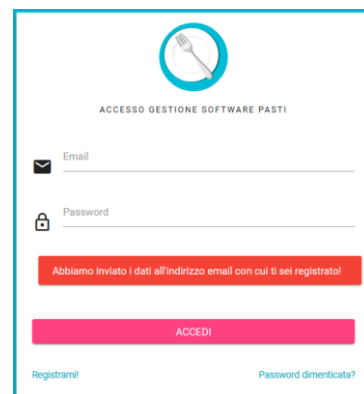 ACCESSO GESTIONE SOFTWARE PASTI
Email
Password
Abbiamo inviato i dati all'indirizzo email con cui ti sei registrato!
ACCEDI
Registrami!
Password dimenticata?